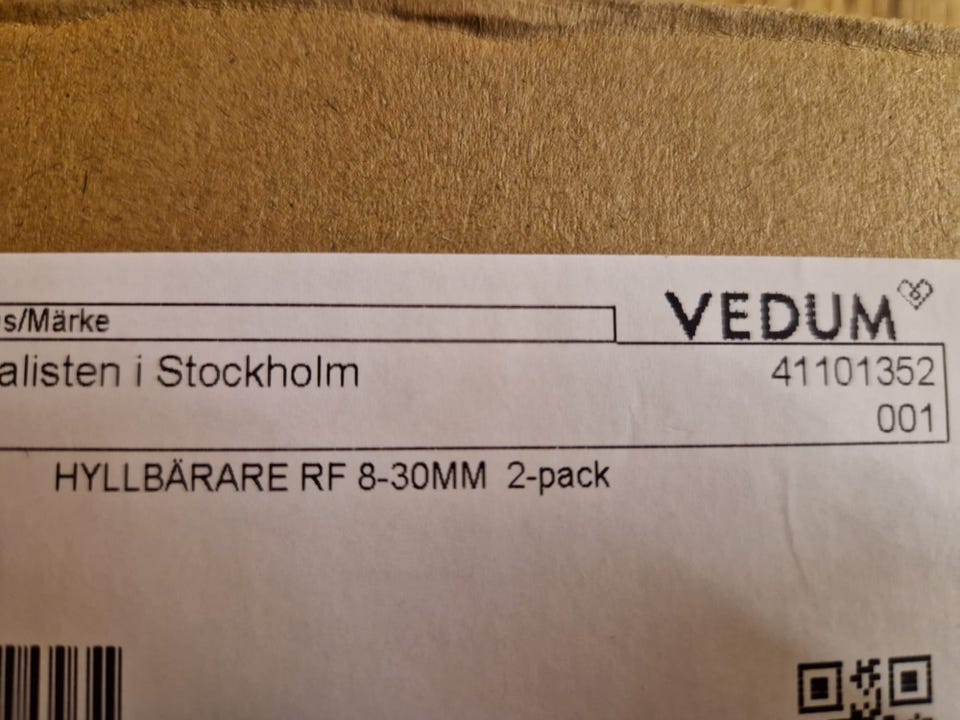 s/Märke
VEDUM
alisten i Stockholm
41101352
001
HYLLBÄRARE RF 8-30MM 2-pack